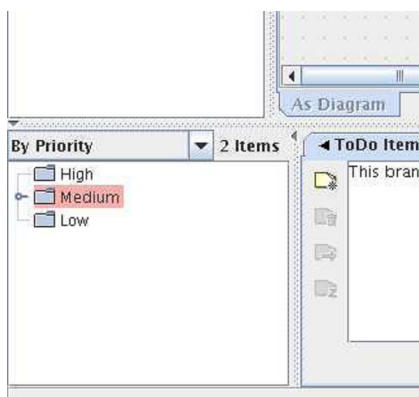 As Diagram
By Priority
2 Items
ToDo Item
High
Medium
Low
This bran